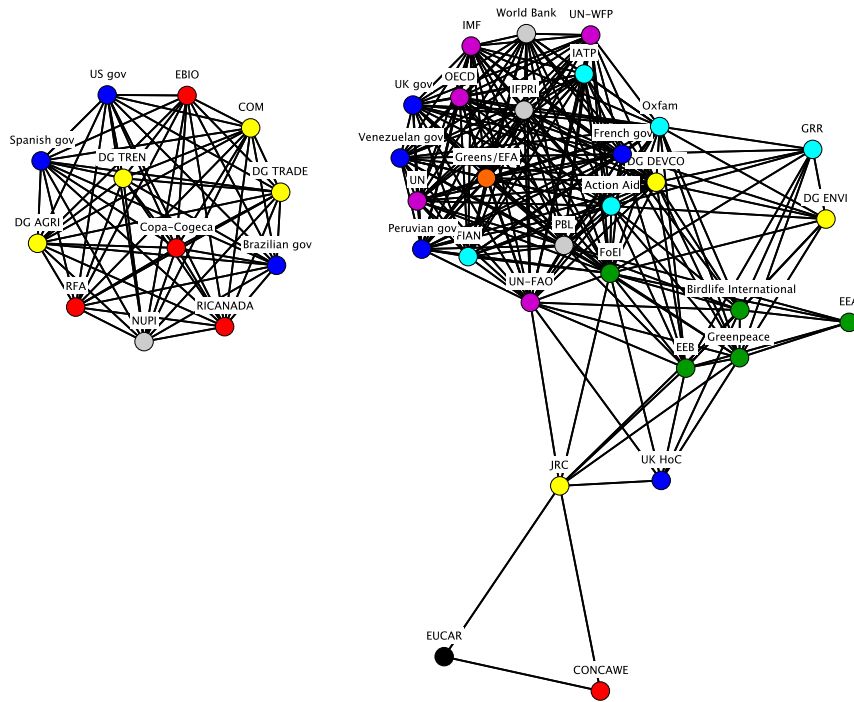 World Bank
UN-WFP
IMF
IATP
US gov
EBIO
OECD
UK gov
IFPRI
COM
Oxfam
Spanish gov
Venezuelan gov
French gov
GRR
DG TREN
Greens/EFA
DG DEVCO
DG TRADE
UN
Action Aid
DG ENVI
DG AGRI
Copa-Cogeca
Peruvian gov
FIAN
PBL
Brazilian gov
FoEI
RFA
UN-FAO
Birdlife International
RICANADA
EEA
NUPI
Greenpeace
EEB
JRC
UK HoC
EUCAR
CONCAWE